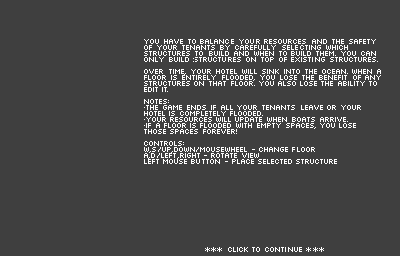 YOU HAVE TO BALANCE YOUR RESOURCES AND THE SAFETY
OF YOUR TENANTS BY CAREFULLY SELECTING WHICH
STRUCTURES TO BUILD AND WHEN TO BUILD THEM. YOU CAN
ONLY BUILD :STRUCTURES ON TOP OF EXISTING STRUCTURES.
OVER TIME, YOUR HOTEL WILL SINK INTO THE OCEAN. WHEN A
FLOOR IS ENTIRELY FLOODED, YOU LOSE THE BENEFIT OF ANY
STRUCTURES ON THAT FLOOR. YOU ALSO LOSE THE ABILITY TO
EDIT IT.
NOTES:
-THE GAME ENDS IF ALL YOUR TENANTS LEAVE OR YOUR
HOTEL IS COMPLETELY FLOODED.
-YOUR RESOURCES WILL UPDATE WHEN BOATS ARRIVE.
-IF A FLOOR IS FLOODED WITH EMPTY SPACES, YOU LOSE
THOSE SPACES FOREVER!
CONTROLS:
W,S/UP,DOWN/MOUSEWHEEL - CHANGE FLOOR
A,D/LEFT,RIGHT - ROTATE VIEW
LEFT MOUSE BUTTON - PLACE SELECTED STRUCTURE
*** CLICK TO CONTINUE ***